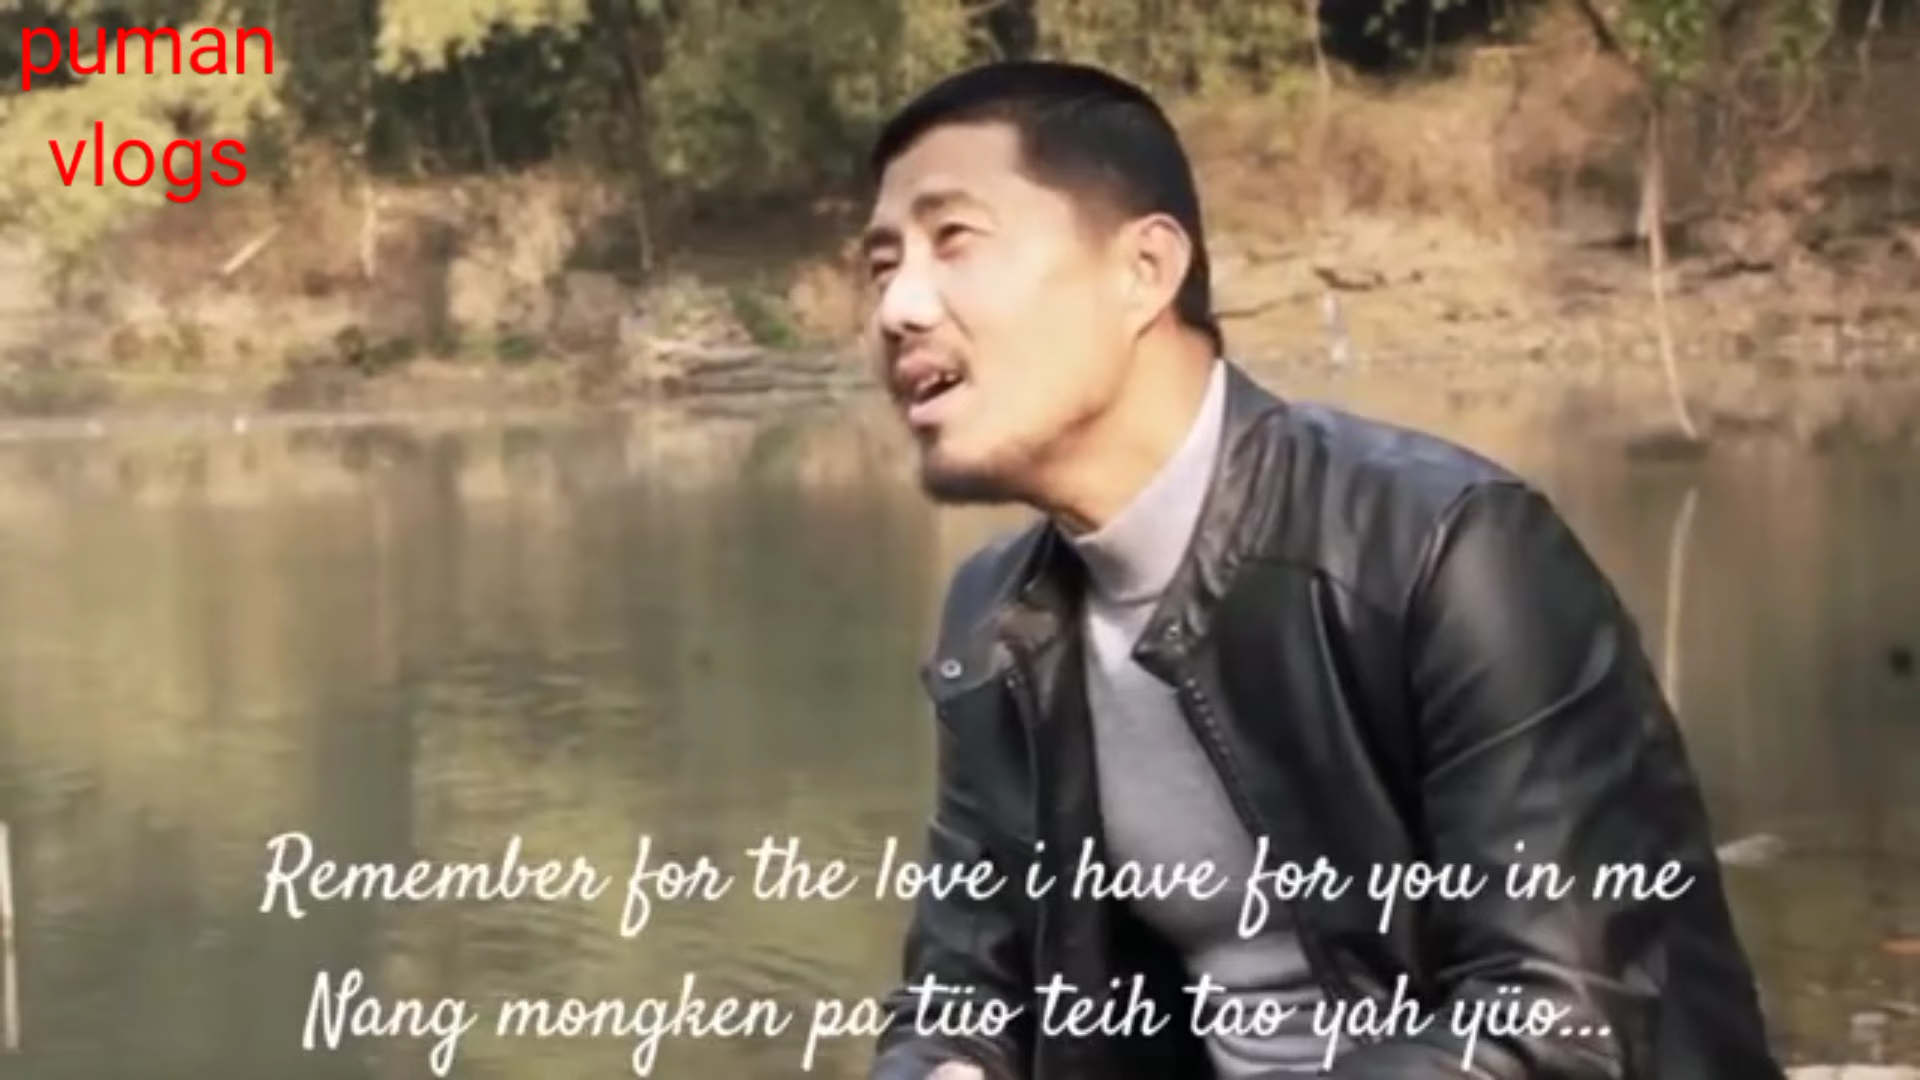 puman
vlogs
Remember for the love i have for you in me
Nang mongken pa tüo teih tao yah yüo...